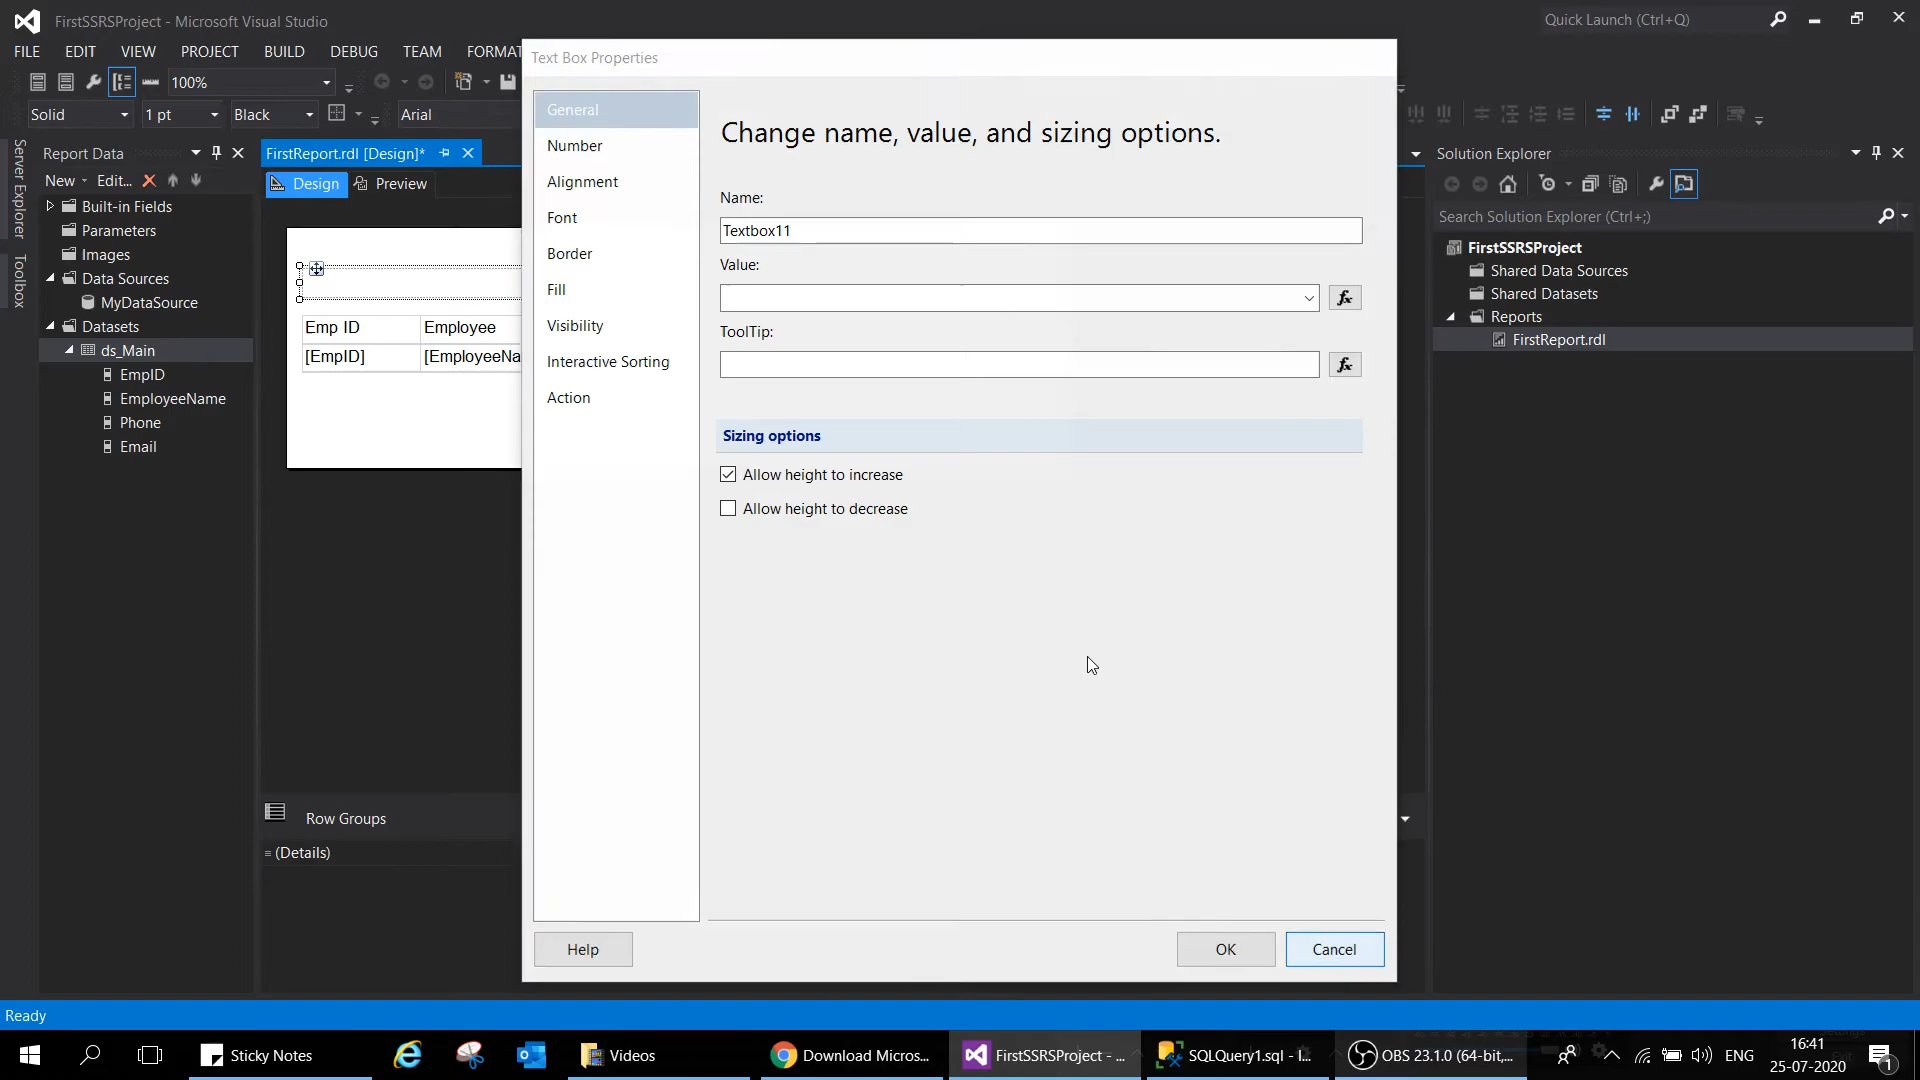 FirstSSRSProject - Microsoft Visual Studio
Quick Launch (Ctrl+Q)
FILE EDIT VIEW PROJECT BUILD DEBUG TEAM FORMAT
100%
Solid 1 pt Black Arial
Server Explorer
Toolbox
Report Data
New Edit...
Built-in Fields
Parameters
Images
Data Sources
MyDataSource
Datasets
ds_Main
EmpID
EmployeeName
Phone
Email
FirstReport.rdl [Design]*
Design Preview
Emp ID Employee
[EmpID] [EmployeeNa
Row Groups
(Details)
Text Box Properties
General
Number
Alignment
Font
Border
Fill
Visibility
Interactive Sorting
Action
Change name, value, and sizing options.
Name:
Textbox11
Value:
fx
ToolTip:
fx
Sizing options
Allow height to increase
Allow height to decrease
Help OK Cancel
Solution Explorer
Search Solution Explorer (Ctrl+;)
FirstSSRSProject
Shared Data Sources
Shared Datasets
Reports
FirstReport.rdl
Ready
Sticky Notes
Videos
Download Micros...
FirstSSRSProject - ...
SQLQuery1.sql - l...
OBS 23.1.0 (64-bit,...
ENG
16:41
25-07-2020
1